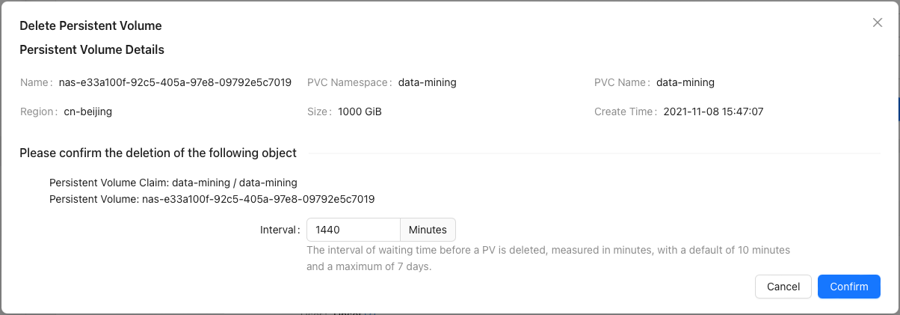 Delete Persistent Volume
Persistent Volume Details
Name: nas-e33a100f-92c5-405a-97e8-09792e5c7019 PVC Namespace: data-mining PVC Name: data-mining
Region: cn-beijing Size: 1000 GiB Create Time: 2021-11-08 15:47:07
Please confirm the deletion of the following object
Persistent Volume Claim: data-mining / data-mining
Persistent Volume: nas-e33a100f-92c5-405a-97e8-09792e5c7019
Interval: 1440 Minutes
The interval of waiting time before a PV is deleted, measured in minutes, with a default of 10 minutes
and a maximum of 7 days.
Cancel Confirm